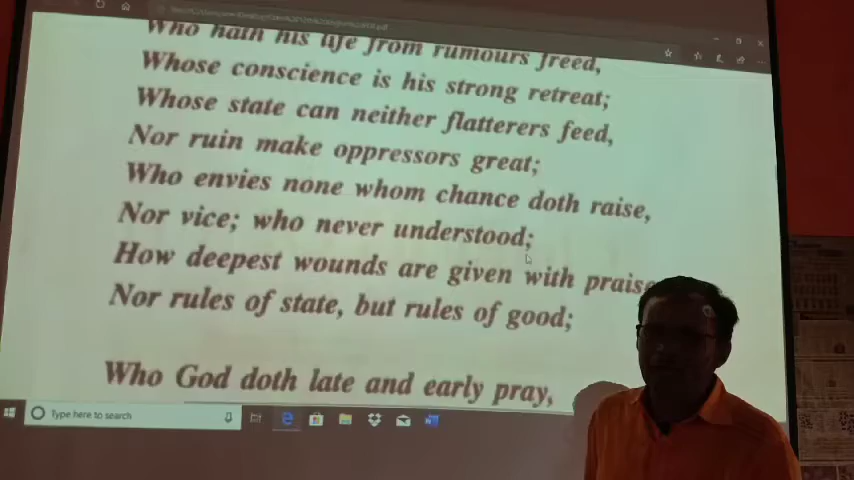 Who hath his life from rumours freed,
Whose conscience is his strong retreat;
Whose state can neither flatterers feed,
Nor ruin make oppressors great;
Who envies none whom chance doth raise,
Nor vice; who never understood;
How deepest wounds are given with praise
Nor rules of state, but rules of good;
Who God doth late and early pray,
Type here to search